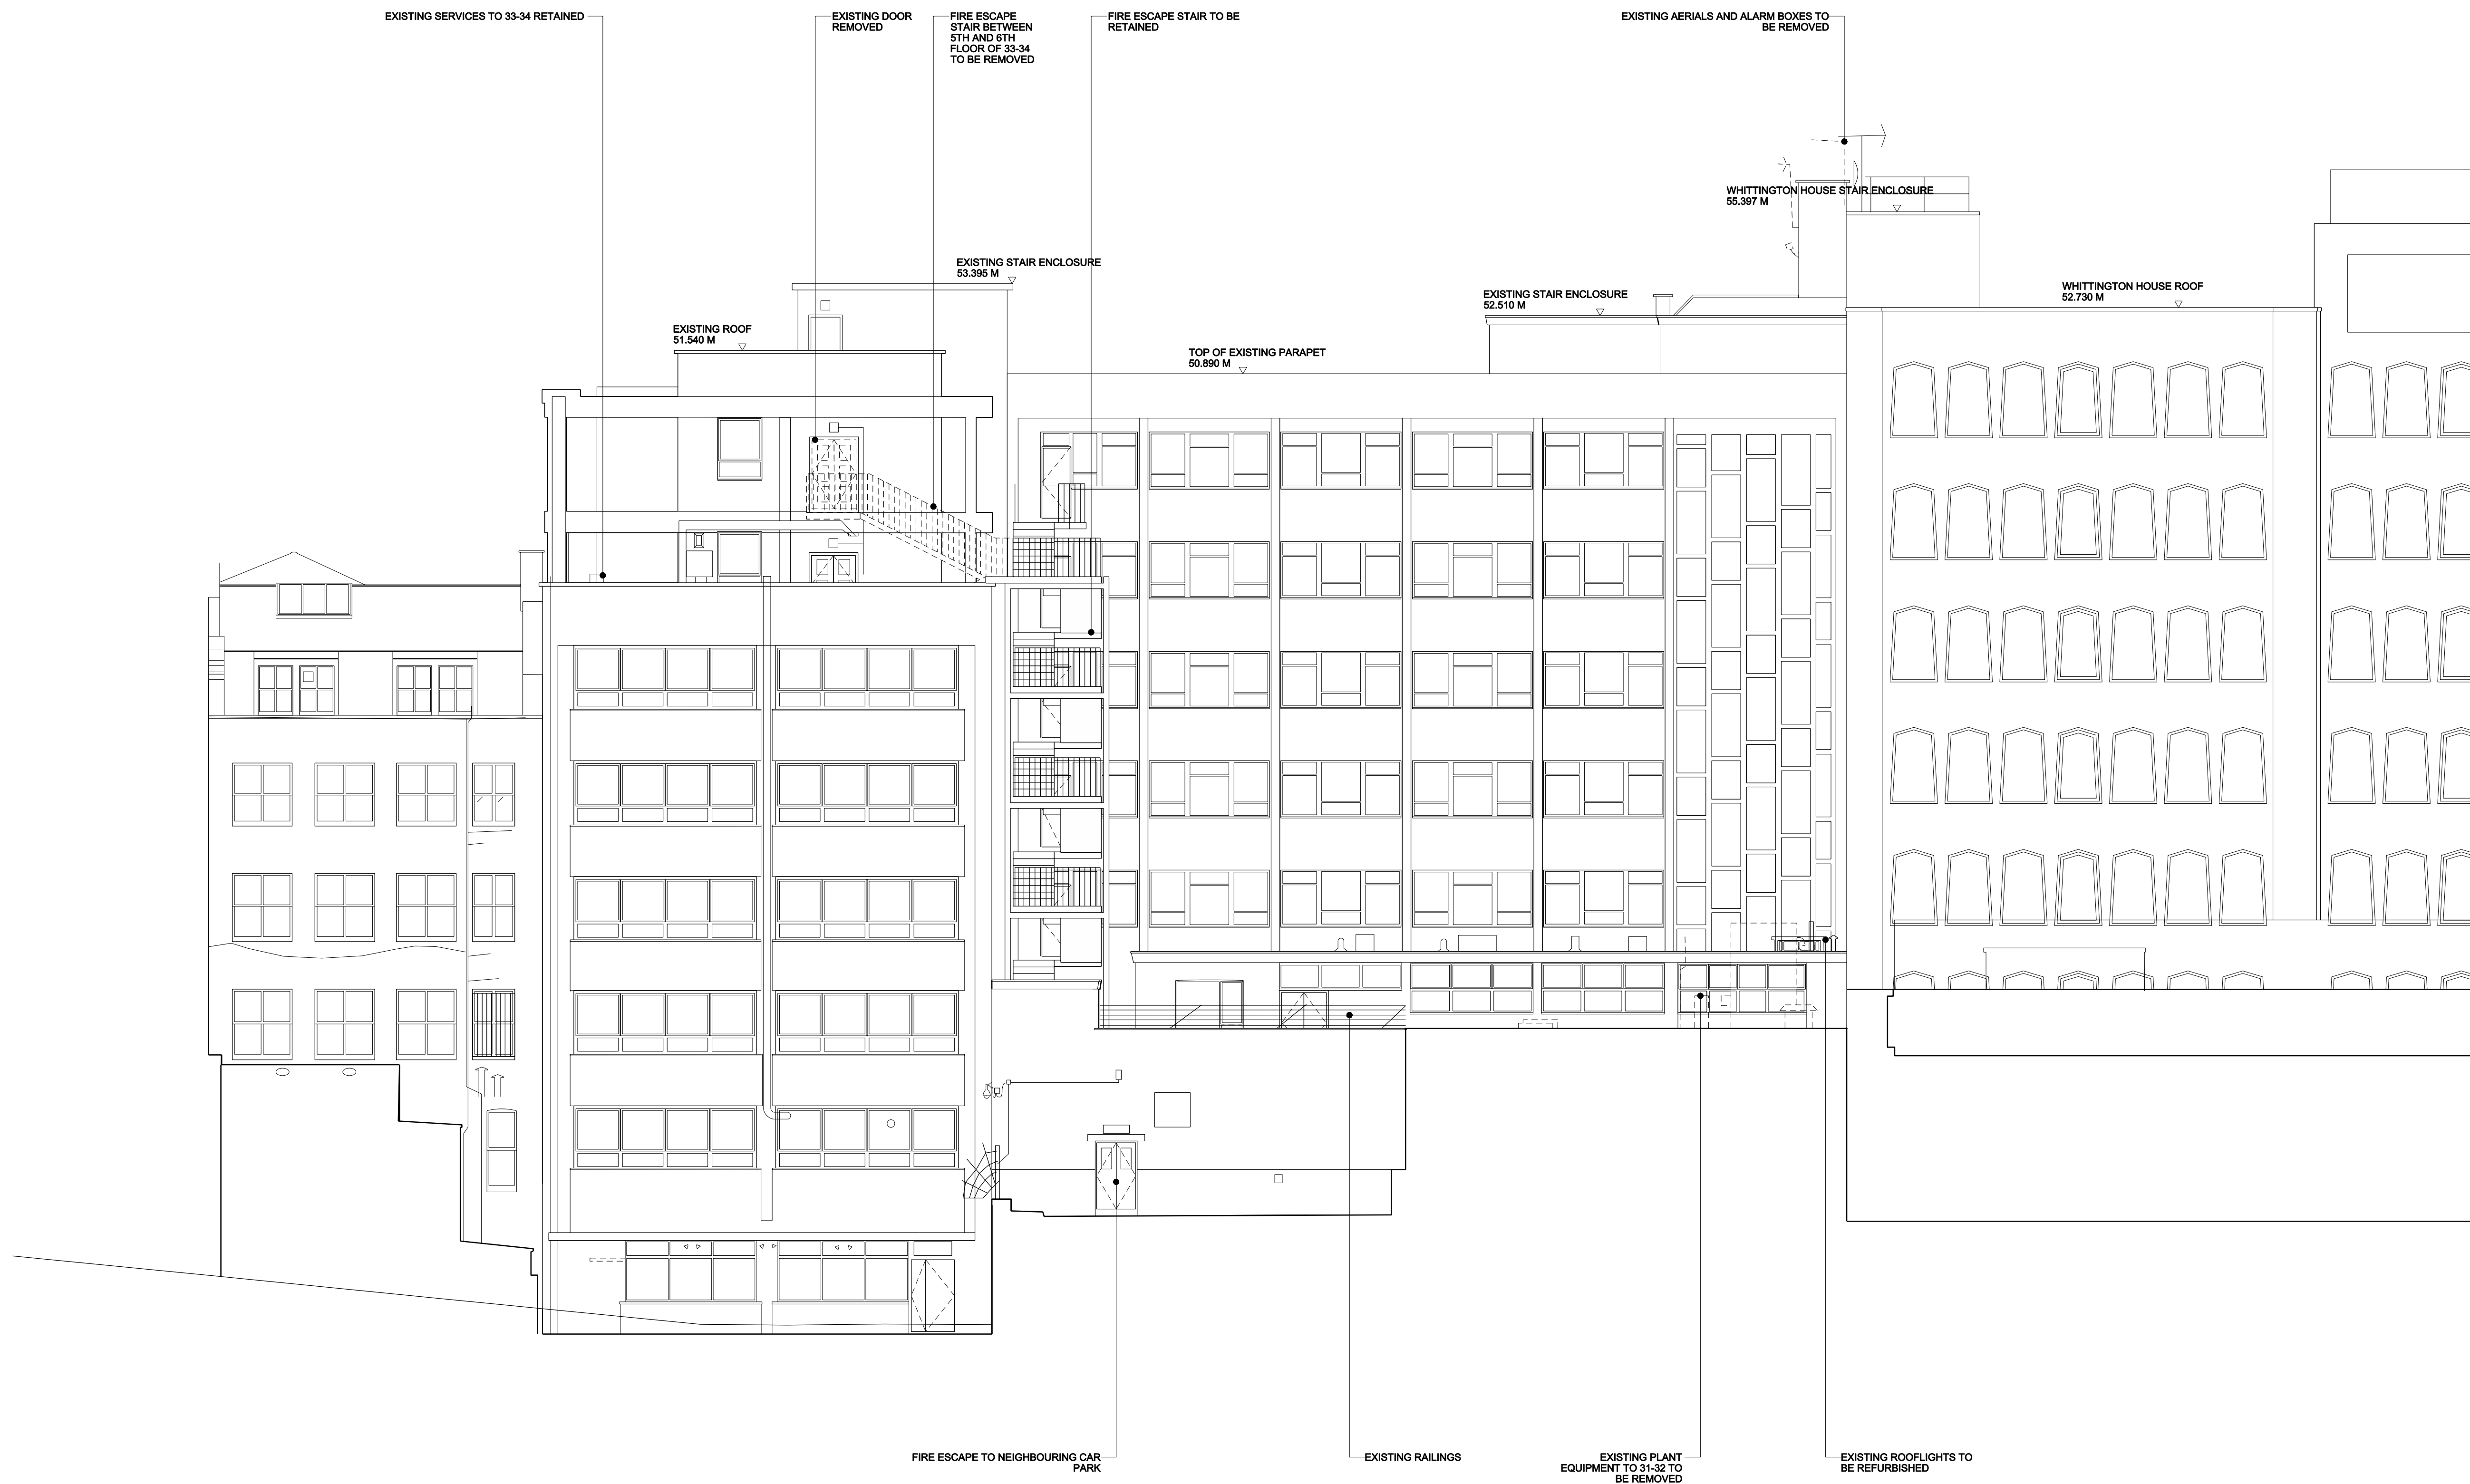 EXISTING SERVICES TO 33-34 RETAINED
EXISTING DOOR
REMOVED
FIRE ESCAPE
STAIR BETWEEN
5TH AND 6TH
FLOOR OF 33-34
TO BE REMOVED
FIRE ESCAPE STAIR TO BE
RETAINED
EXISTING AERIALS AND ALARM BOXES TO
BE REMOVED
WHITTINGTON HOUSE STAIR ENCLOSURE
55.397 M
EXISTING STAIR ENCLOSURE
53.395 M
EXISTING STAIR ENCLOSURE
52.510 M
WHITTINGTON HOUSE ROOF
52.730 M
EXISTING ROOF
51.540 M
TOP OF EXISTING PARAPET
50.890 M
FIRE ESCAPE TO NEIGHBOURING CAR
PARK
EXISTING RAILINGS
EXISTING PLANT
EQUIPMENT TO 31-32 TO
BE REMOVED
EXISTING ROOFLIGHTS TO
BE REFURBISHED